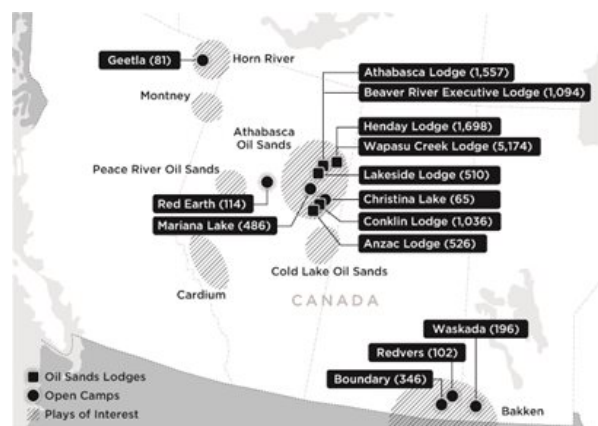 Geetla (81)
Horn River
Athabasca Lodge (1,557)
Beaver River Executive Lodge (1,094)
Montney
Henday Lodge (1,698)
Athabasca
Oil Sands
Wapasu Creek Lodge (5,174)
Peace River Oil Sands
Lakeside Lodge (510)
Red Earth (114)
Christina Lake (65)
Mariana Lake (486)
Conklin Lodge (1,036)
Anzac Lodge (526)
Cold Lake Oil Sands
Cardium
CANADA
Waskada (196)
Redvers (102)
Boundary (346)
Bakken
Oil Sands Lodges
Open Camps
Plays of Interest